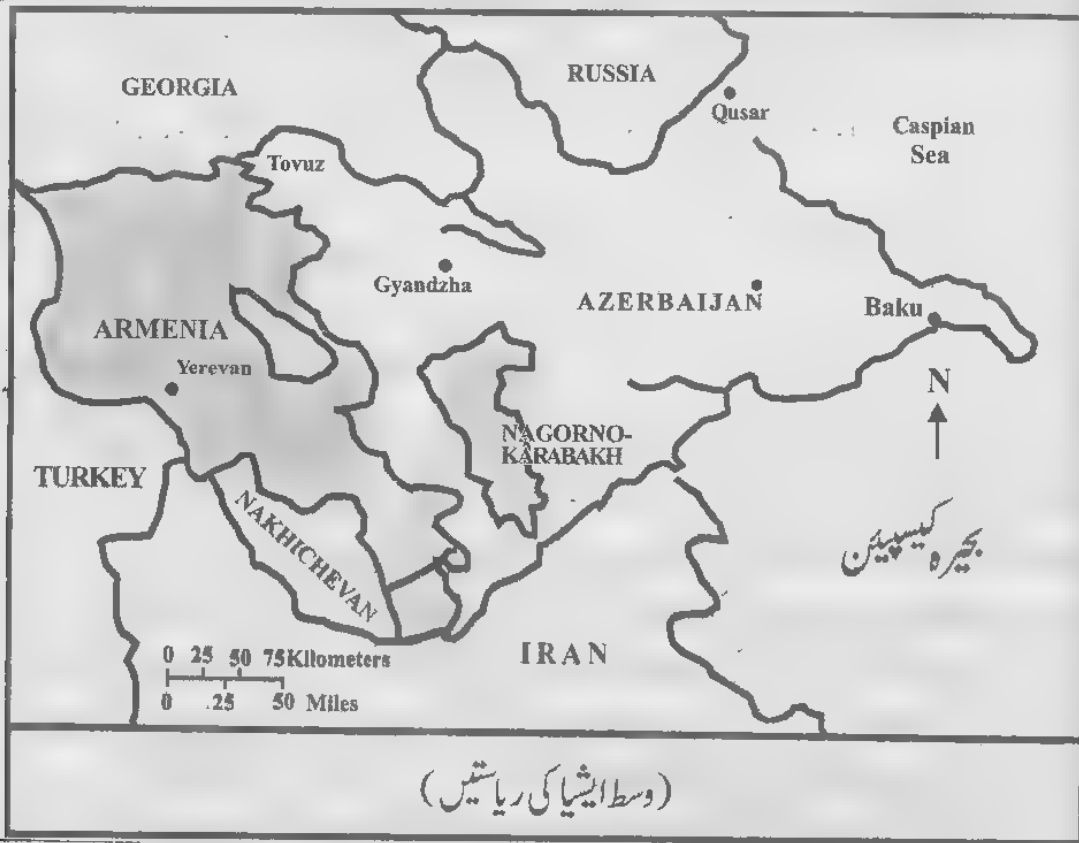 GEORGIA
RUSSIA
Qusar
Caspian
Sea
Tovuz
Gyandzha
AZERBAIJAN
Baku
ARMENIA
Yerevan
N
NAGORNO-
KARABAKH
TURKEY
NAKHICHEVAN
بحیرہ کیسپیئن
IRAN
0 25 50 75 Kilometers
0 .25 50 Miles
(وسط ایشیا کی ریاستیں)